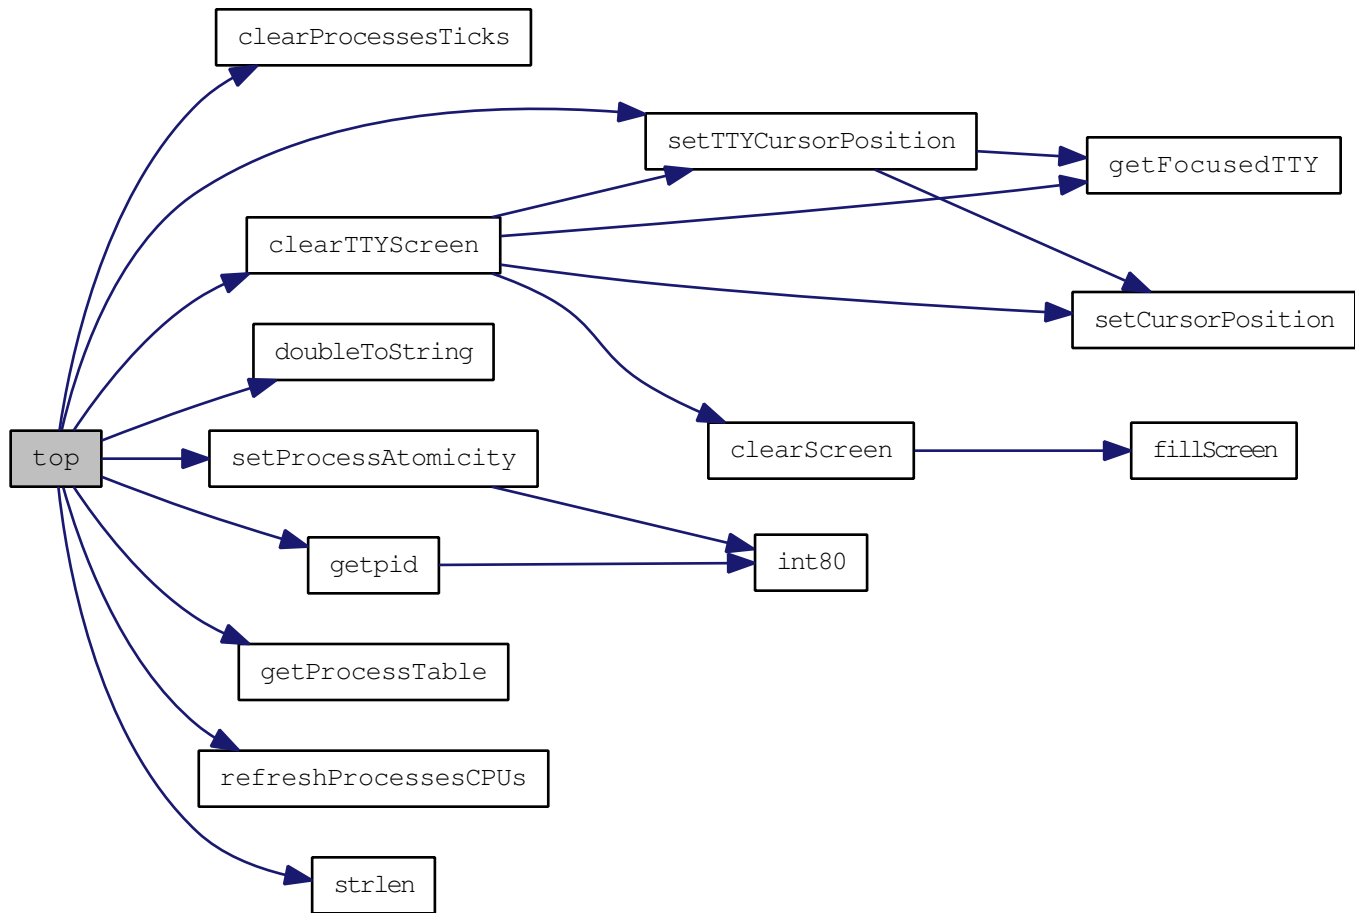 clearProcessesTicks
setTTYCursorPosition
getFocusedTTY
clearTTYScreen
setCursorPosition
doubleToString
top
setProcessAtomicity
clearScreen
fillScreen
getpid
int80
getProcessTable
refreshProcessesCPUs
strlen